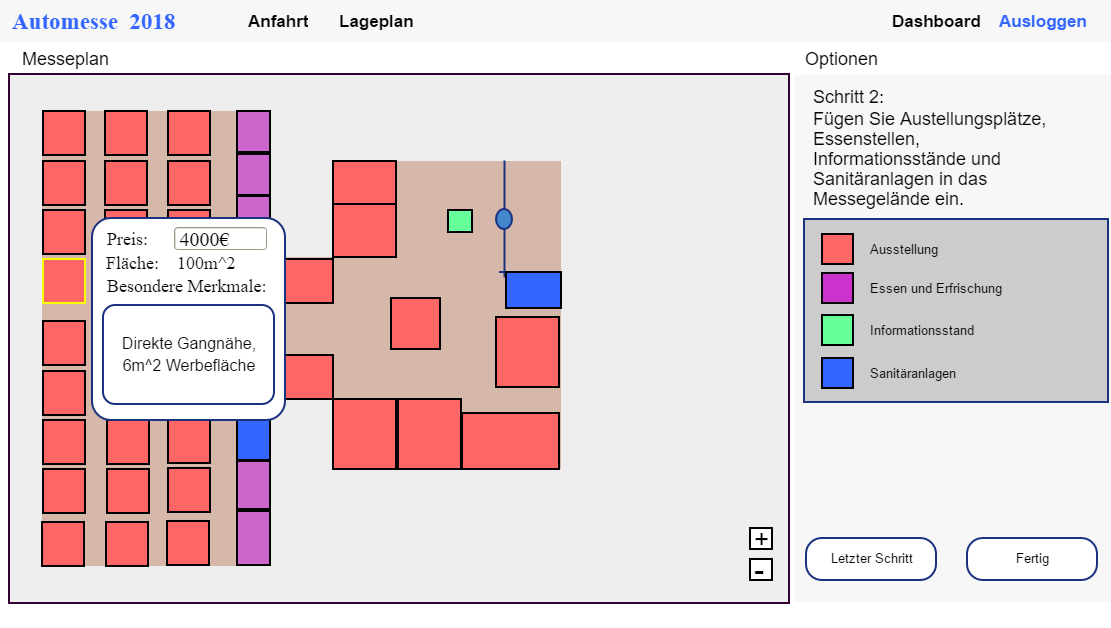 Automesse 2018
Anfahrt
Lageplan
Dashboard
Ausloggen
Messeplan
Optionen
Schritt 2:
Fügen Sie Austellungsplätze,
Essenstellen,
Informationsstände und
Sanitäranlagen in das
Messegelände ein.
Preis: 4000€
Fläche: 100m^2
Besondere Merkmale:
Direkte Gangnähe,
6m^2 Werbefläche
Ausstellung
Essen und Erfrischung
Informationsstand
Sanitäranlagen
+
-
Letzter Schritt
Fertig